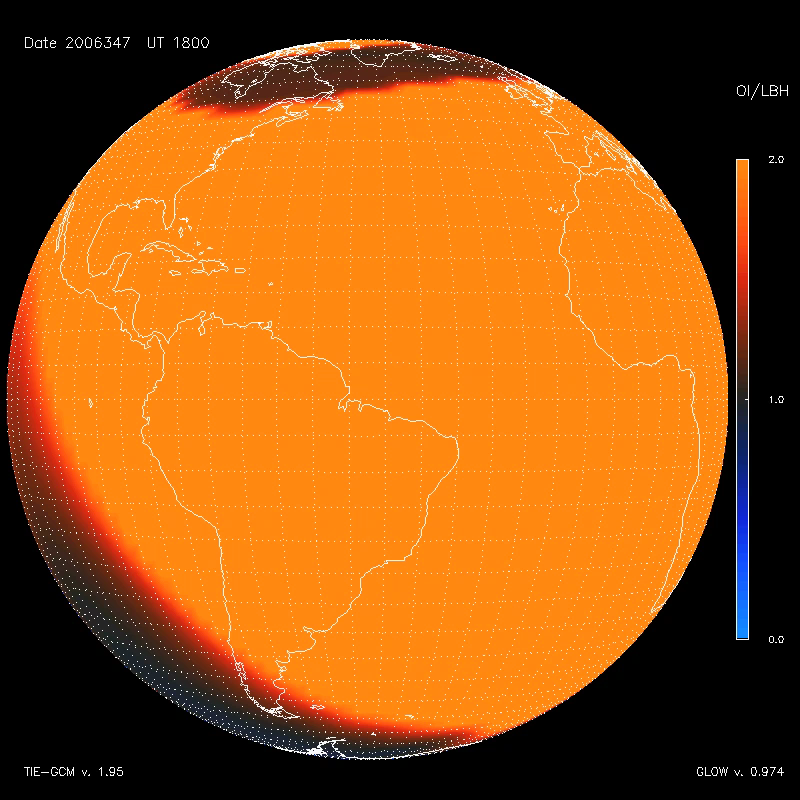 Date 2006347  UT 1800
OI/LBH
2.0
1.0
0.0
TIE-GCM v. 1.95
GLOW v. 0.974